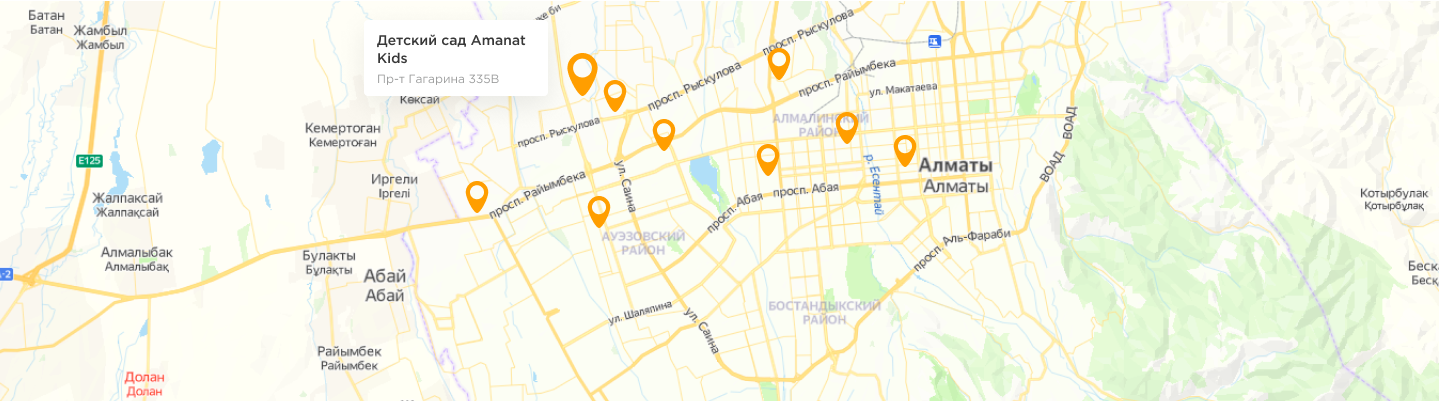 Батан
Батан
Жамбыл
Жамбыл
Детский сад Amanat
Kids
Пр-т Гагарина 335В
Көксай
просп. Рыскулова
просп. Рыскулова
просп. Рыскулова
просп. Райымбека
ул. Макатаева
АЛМАЛИНСКИЙ
РАЙОН
Кемертоган
Кемертоған
E125
Иргели
Іргелі
Жалпаксай
Жалпақсай
просп. Райымбека
ул. Саина
р. Есентай
Алматы
Алматы
ВОАД
ВОАД
просп. Абая
просп. Абая
Котырбулак
Қотырбұлақ
АУЭЗОВСКИЙ
РАЙОН
просп. Аль-Фараби
Алмалыбак
Алмалыбақ
Булакты
Бұлақты
Абай
Абай
Беска
Бесқ
БОСТАНДЫКСКИЙ
РАЙОН
ул. Шаляпина
ул. Саина
Райымбек
Райымбек
Долан
Долан